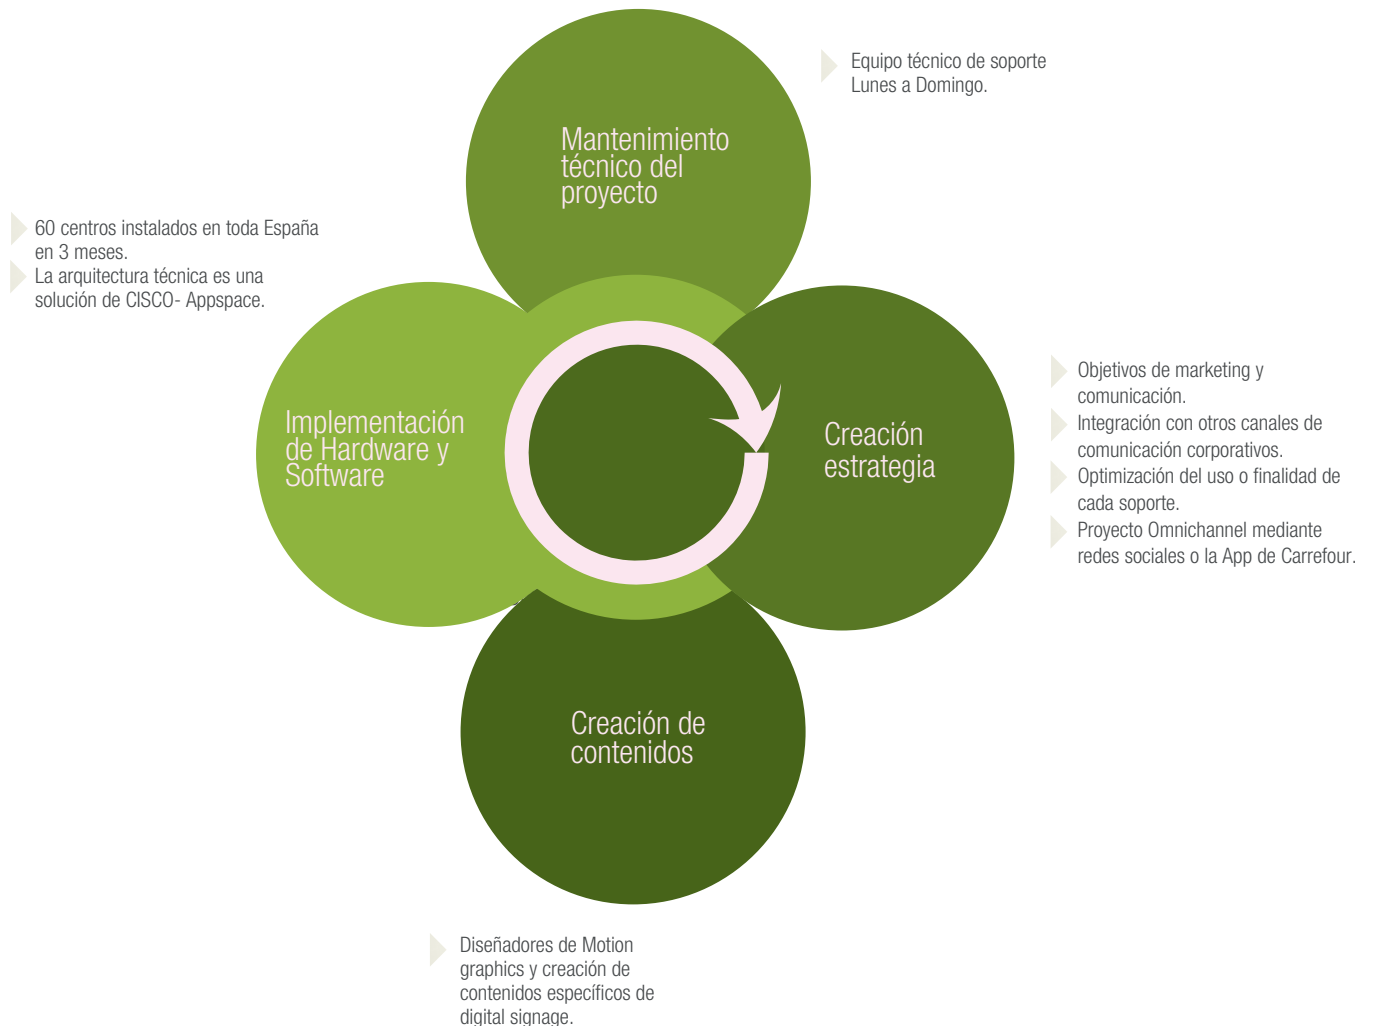 Equipo técnico de soporte
Lunes a Domingo.
Mantenimiento
técnico del
proyecto
60 centros instalados en toda España
en 3 meses.
La arquitectura técnica es una
solución de CISCO- Appspace.
Implementación
de Hardware y
Software
Creación
estrategia
Objetivos de marketing y
comunicación.
Integración con otros canales de
comunicación corporativos.
Optimización del uso o finalidad de
cada soporte.
Proyecto Omnichannel mediante
redes sociales o la App de Carrefour.
Creación de
contenidos
Diseñadores de Motion
graphics y creación de
contenidos específicos de
digital signage.